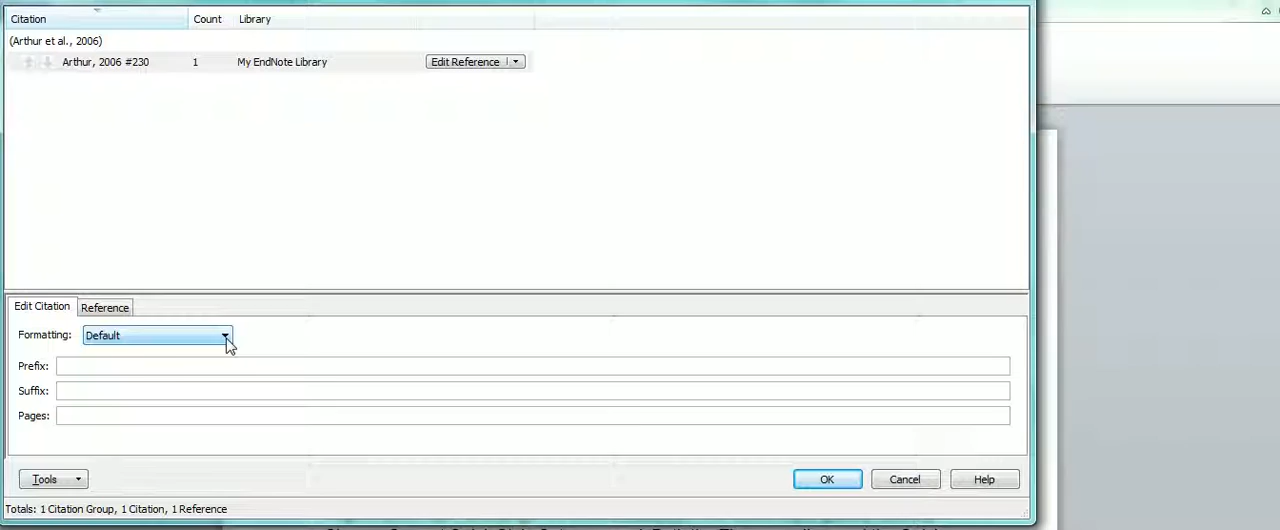 Citation Count Library
(Arthur et al., 2006)
Arthur, 2006 #230 1 My EndNote Library Edit Reference
Edit Citation Reference
Formatting: Default
Prefix:
Suffix:
Pages:
Tools OK Cancel Help
Totals: 1 Citation Group, 1 Citation, 1 Reference